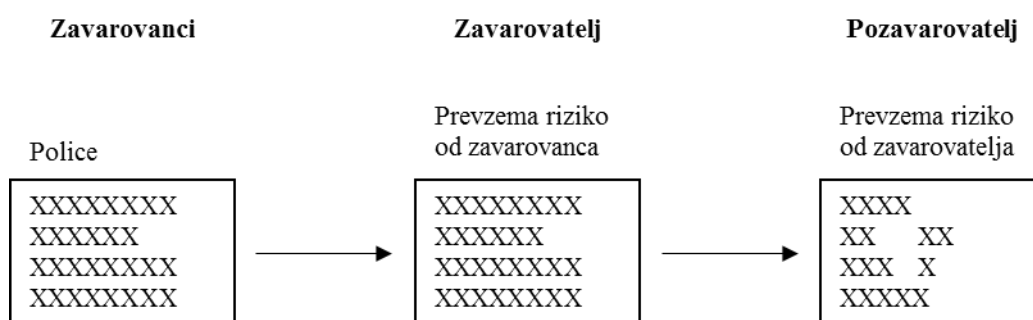 Zavarovanci
Zavarovatelj
Pozavarovatelj
Police
Prevzema riziko
od zavarovanca
Prevzema riziko
od zavarovatelja
XXXXXXXX
XXXXXX
XXXXXXXX
XXXXXXXX
XXXXXXXX
XXXXXX
XXXXXXXX
XXXXXXXX
XXXX
XX XX
XXX X
XXXXX